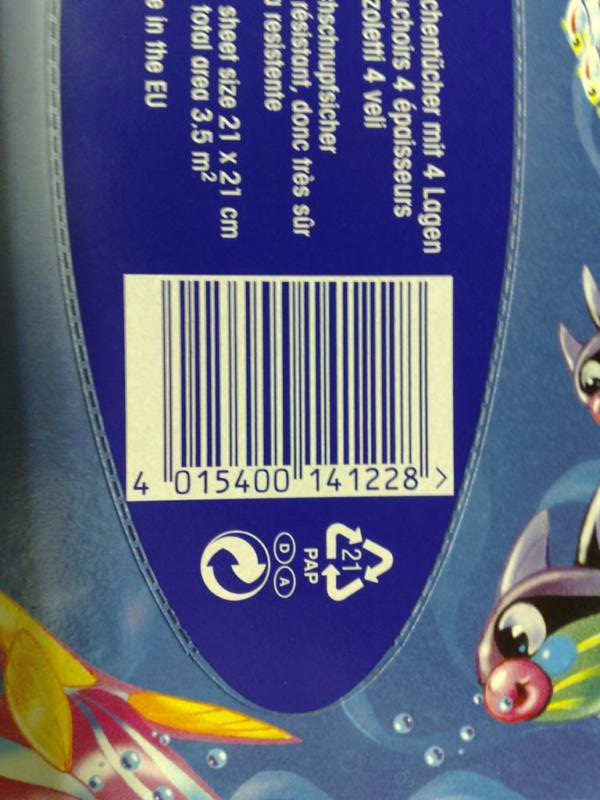 chentücher mit 4 Lagen
uchoirs 4 épaisseurs
zoletti 4 veli
hschnupfsicher
résistant, donc très sûr
resistente
sheet size 21 x 21 cm
total area 3.5 m²
e in the EU
4 015400 141228 >
21
PAP
D A